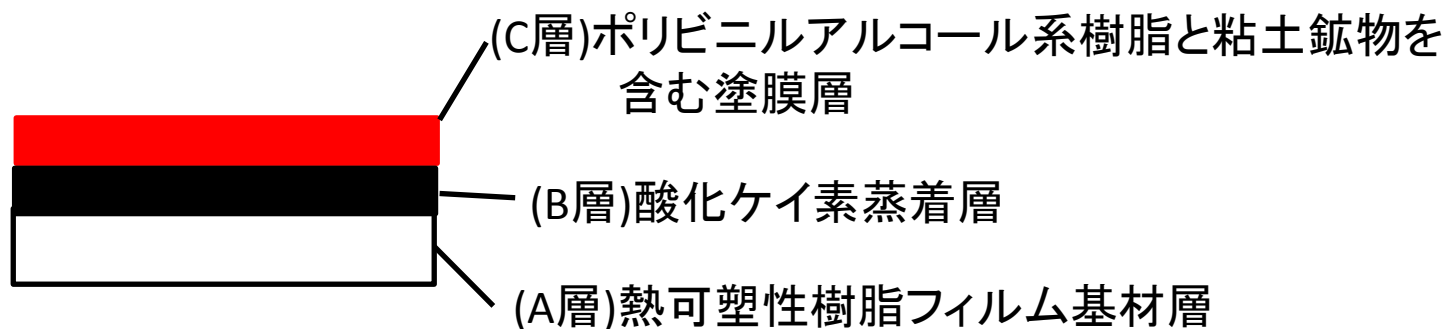 (C層)ポリビニルアルコール系樹脂と粘土鉱物を
含む塗膜層
(B層)酸化ケイ素蒸着層
(A層)熱可塑性樹脂フィルム基材層